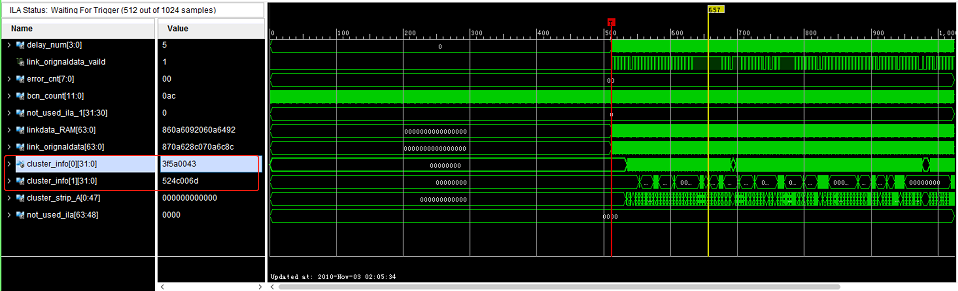 ILA Status: Waiting For Trigger (512 out of 1024 samples)
Name Value
delay_num[3:0] 5 0
link_orignaldata_vaild 1
error_cnt[7:0] 00 00
bcn_count[11:0] 0ac
not_used_ila_1[31:30] 0 0
linkdata_RAM[63:0] 860a6092060a6492 0000000000000000
link_orignaldata[63:0] 870a628c070a6c8c 0000000000000000
cluster_info[0][31:0] 3f5a0043 00000000
cluster_info[1][31:0] 524c006d 00000000 ... ... 00... ... ... ... ... 0... ... 0... ... 000... ... ... 00000000
cluster_strip_A[0:47] 000000000000 000000000000
not_used_ila[63:48] 0000 0000
657
0 100 200 300 400 500 600 700 800 900
Updated at: 2010-Nov-03 02:05:34